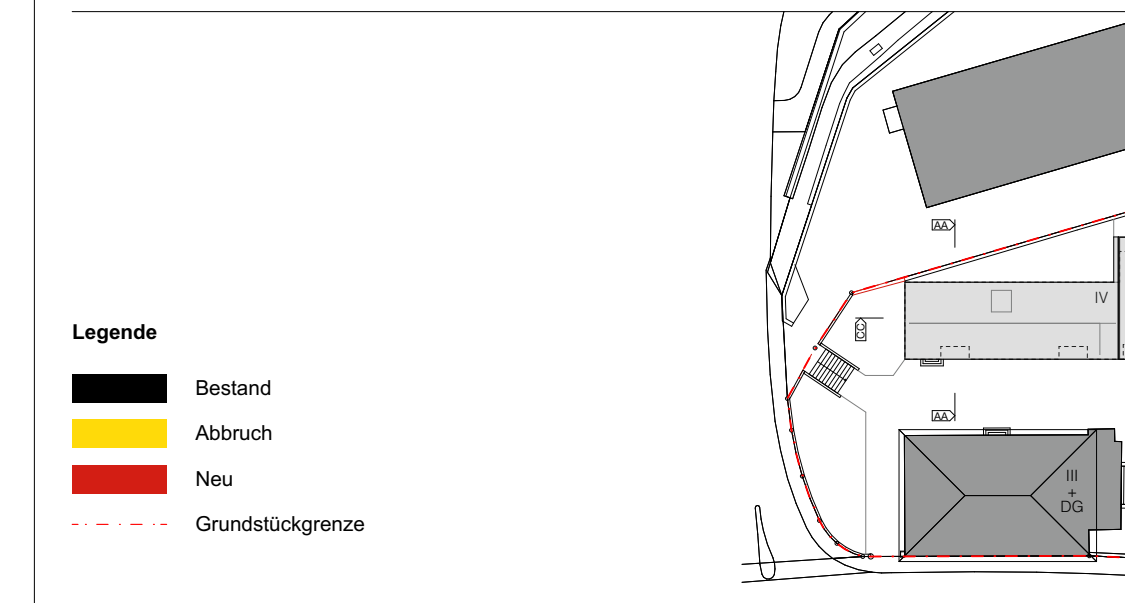 AA
IV
CC
Legende
Bestand
AA
Abbruch
Neu
III
+
DG
Grundstückgrenze